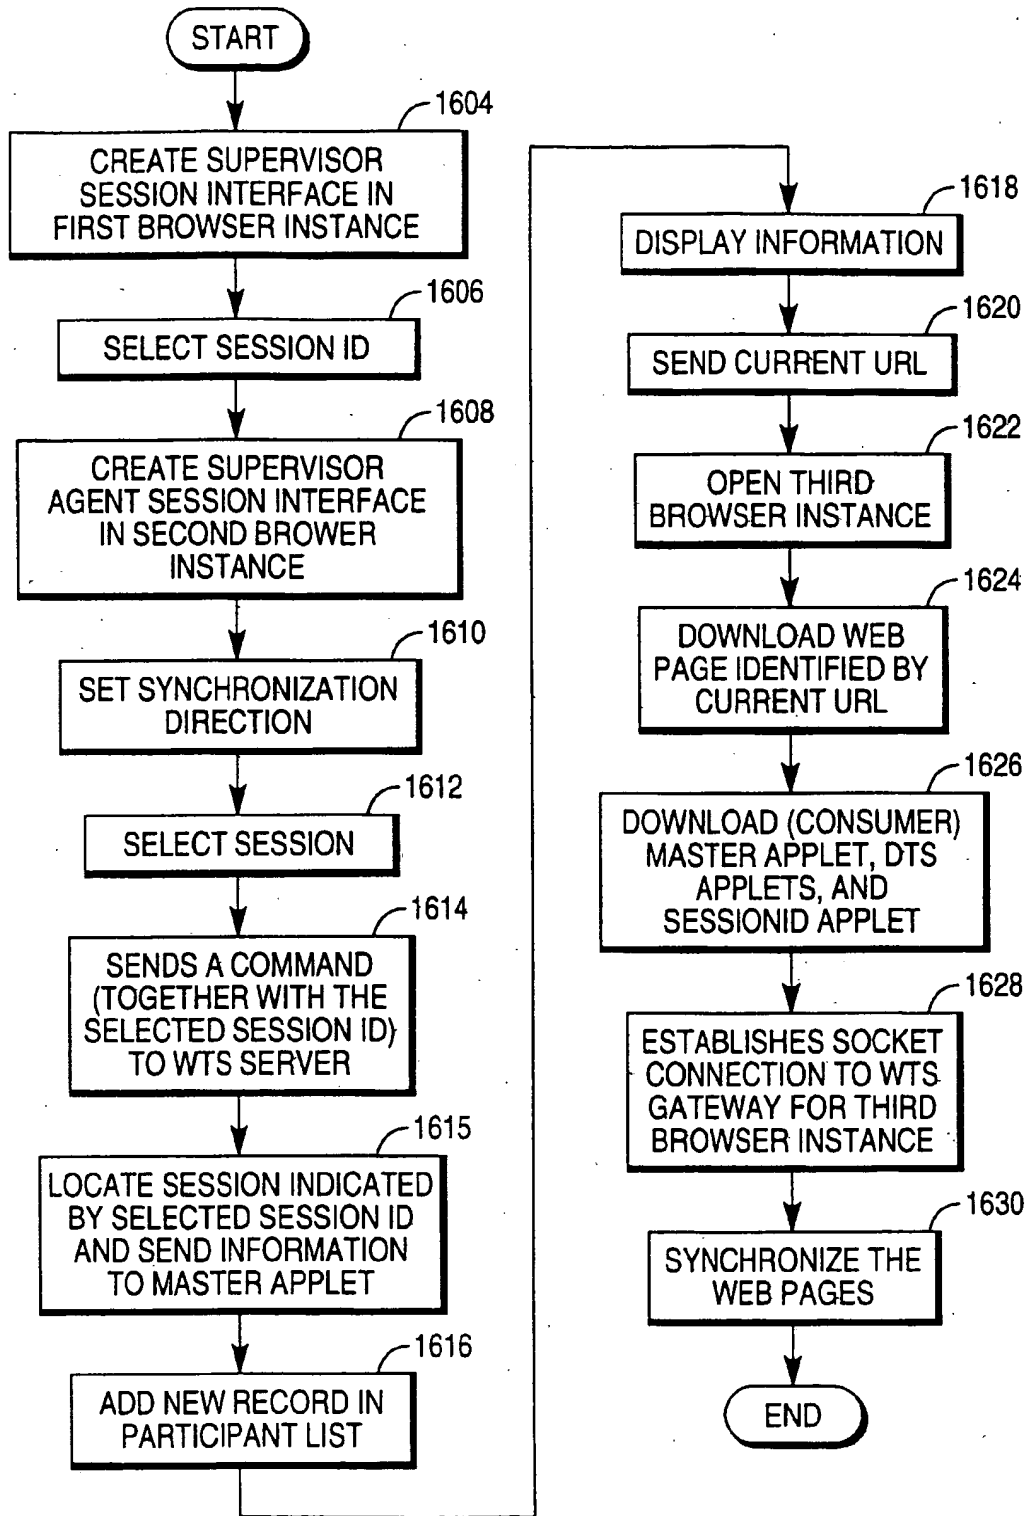 START
1604
CREATE SUPERVISOR
SESSION INTERFACE IN
FIRST BROWSER INSTANCE
1606
SELECT SESSION ID
1608
CREATE SUPERVISOR
AGENT SESSION INTERFACE
IN SECOND BROWER
INSTANCE
1610
SET SYNCHRONIZATION
DIRECTION
1612
SELECT SESSION
1614
SENDS A COMMAND
(TOGETHER WITH THE
SELECTED SESSION ID)
TO WTS SERVER
1615
LOCATE SESSION INDICATED
BY SELECTED SESSION ID
AND SEND INFORMATION
TO MASTER APPLET
1616
ADD NEW RECORD IN
PARTICIPANT LIST
1618
DISPLAY INFORMATION
1620
SEND CURRENT URL
1622
OPEN THIRD
BROWSER INSTANCE
1624
DOWNLOAD WEB
PAGE IDENTIFIED BY
CURRENT URL
1626
DOWNLOAD (CONSUMER)
MASTER APPLET, DTS
APPLETS, AND
SESSIONID APPLET
1628
ESTABLISHES SOCKET
CONNECTION TO WTS
GATEWAY FOR THIRD
BROWSER INSTANCE
1630
SYNCHRONIZE THE
WEB PAGES
END